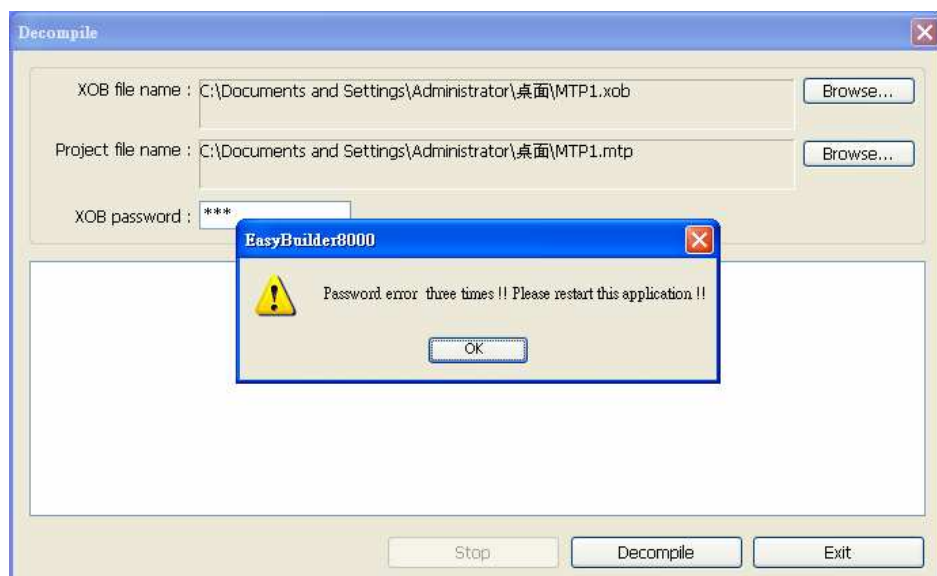 Decompile
XOB file name : C:\Documents and Settings\Administrator\桌面\MTP1.xob Browse...
Project file name : C:\Documents and Settings\Administrator\桌面\MTP1.mtp Browse...
XOB password : ***
EasyBuilder8000
Password error three times !! Please restart this application !!
OK
Stop Decompile Exit